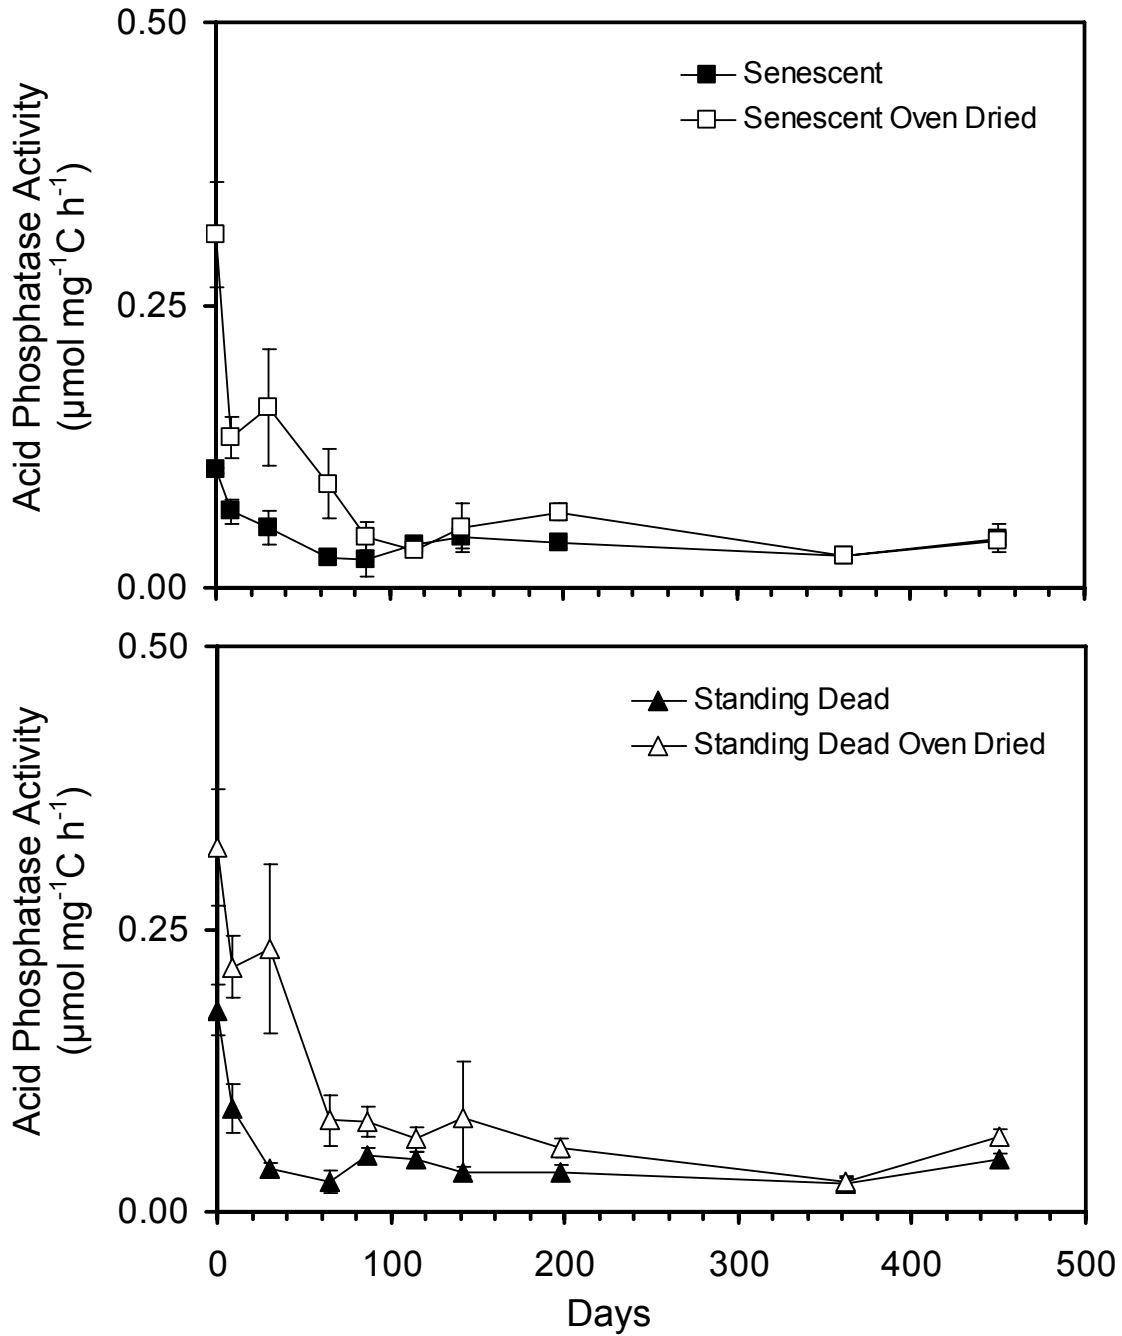 0.50
Senescent
Senescent Oven Dried
0.25
0.00
Acid Phosphatase Activity
(µmol mg⁻¹C h⁻¹)
0.50
Standing Dead
Standing Dead Oven Dried
0.25
0.00
Acid Phosphatase Activity
(µmol mg⁻¹C h⁻¹)
0 100 200 300 400 500
Days